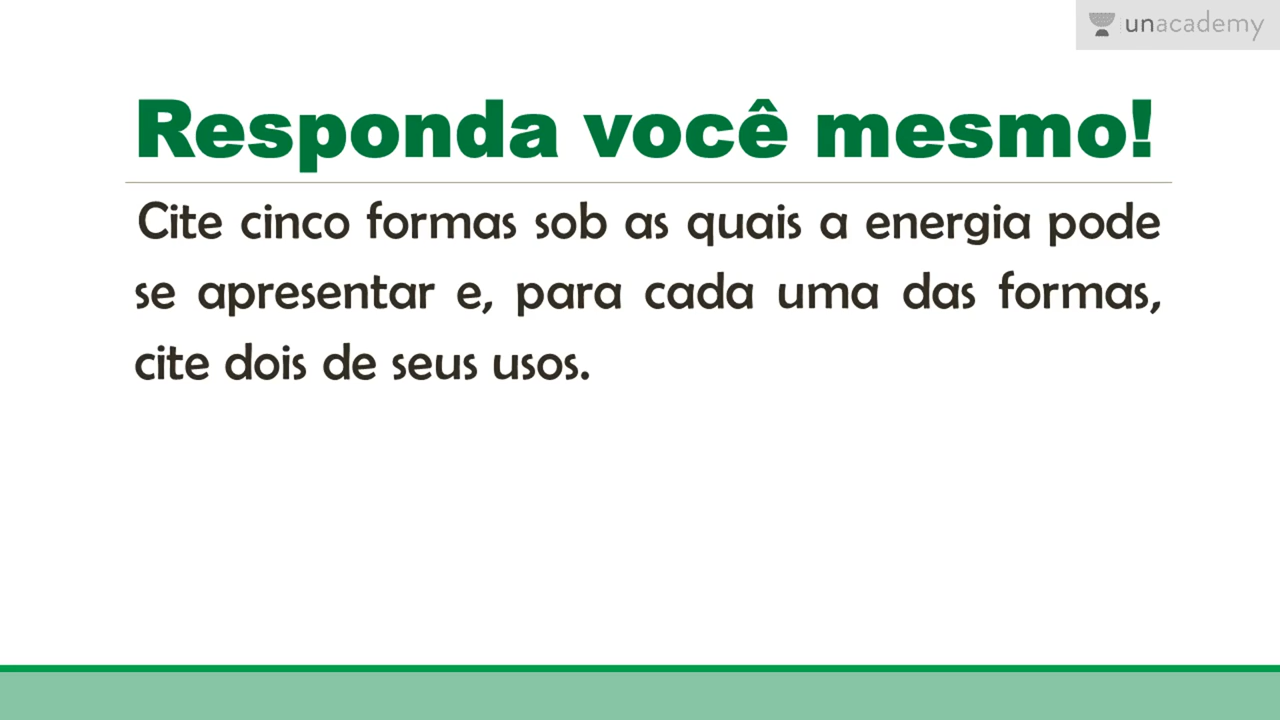 unacademy
Responda você mesmo!
Cite cinco formas sob as quais a energia pode
se apresentar e, para cada uma das formas,
cite dois de seus usos.